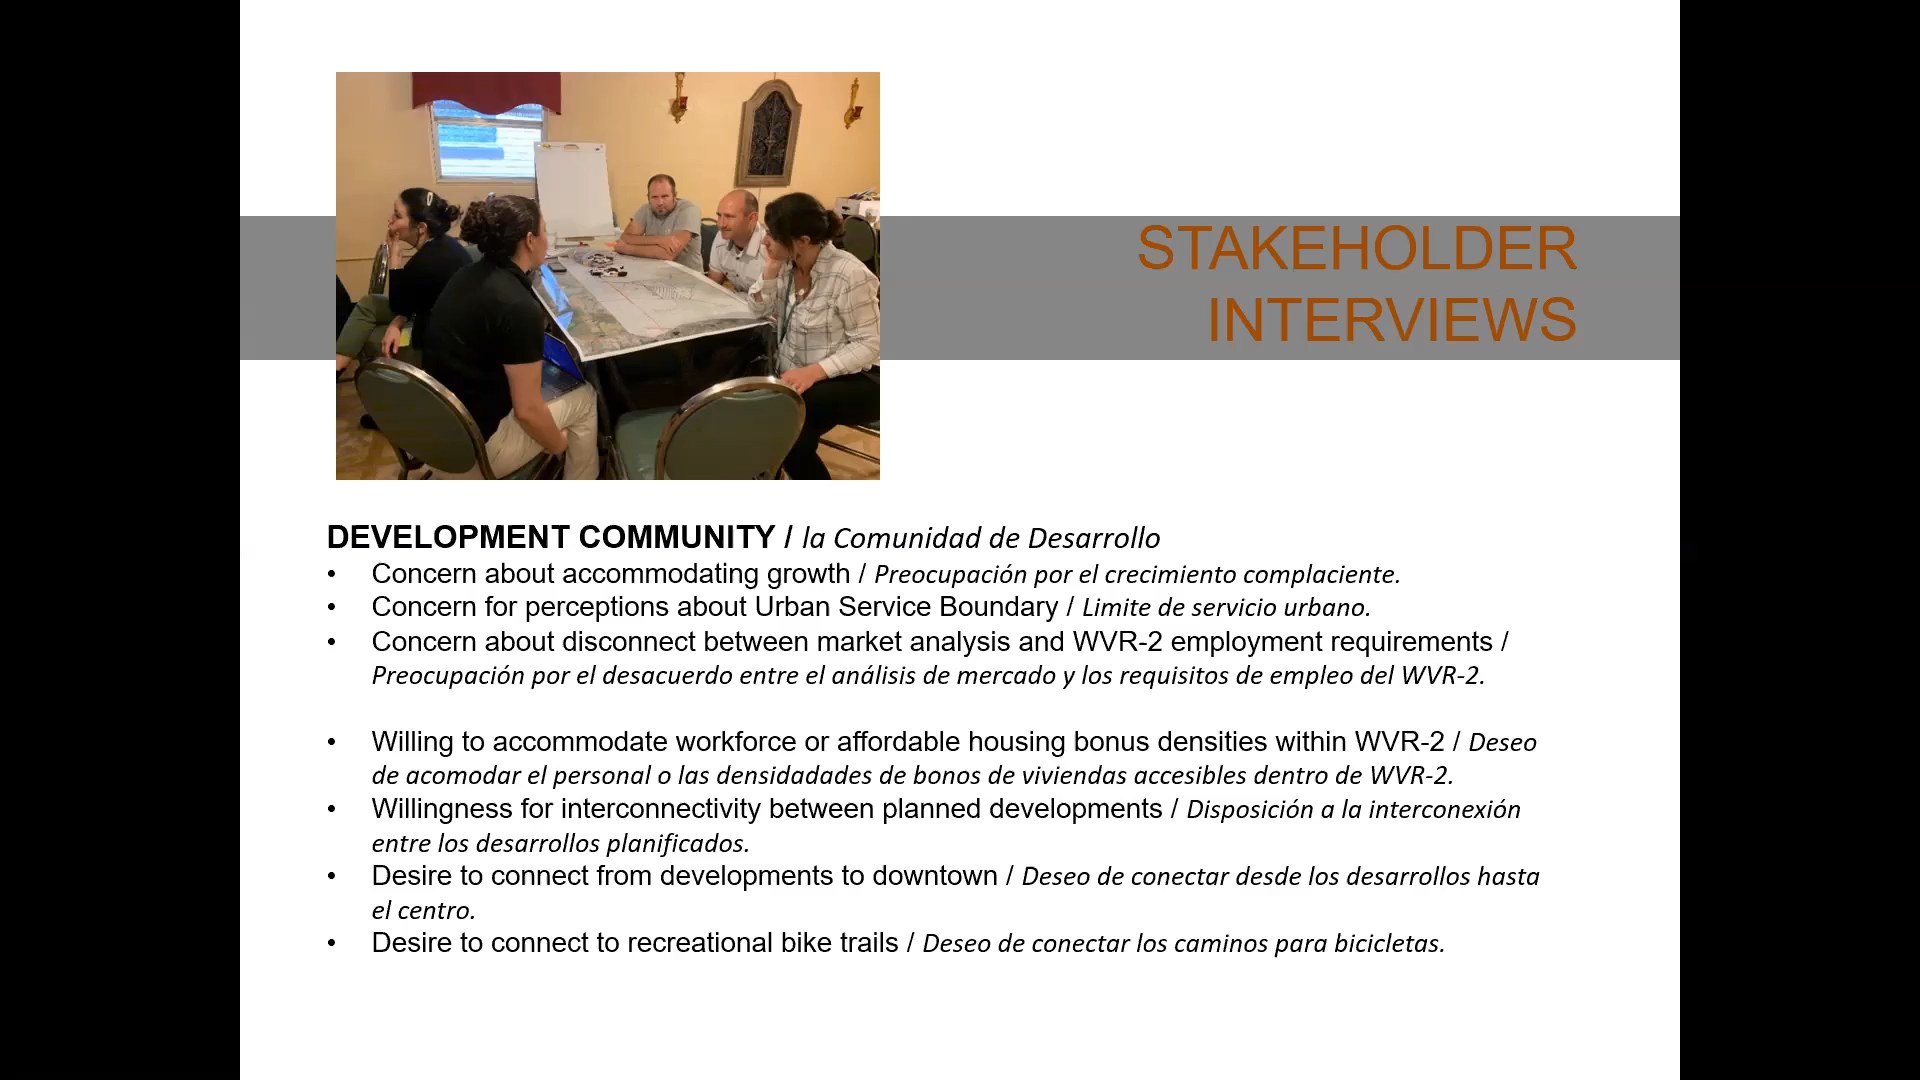 STAKEHOLDER
INTERVIEWS
DEVELOPMENT COMMUNITY / la Comunidad de Desarrollo
• Concern about accommodating growth / Preocupación por el crecimiento complaciente.
• Concern for perceptions about Urban Service Boundary / Limite de servicio urbano.
• Concern about disconnect between market analysis and WVR-2 employment requirements /
Preocupación por el desacuerdo entre el análisis de mercado y los requisitos de empleo del WVR-2.
• Willing to accommodate workforce or affordable housing bonus densities within WVR-2 / Deseo
de acomodar el personal o las densidadades de bonos de viviendas accesibles dentro de WVR-2.
• Willingness for interconnectivity between planned developments / Disposición a la interconexión
entre los desarrollos planificados.
• Desire to connect from developments to downtown / Deseo de conectar desde los desarrollos hasta
el centro.
• Desire to connect to recreational bike trails / Deseo de conectar los caminos para bicicletas.